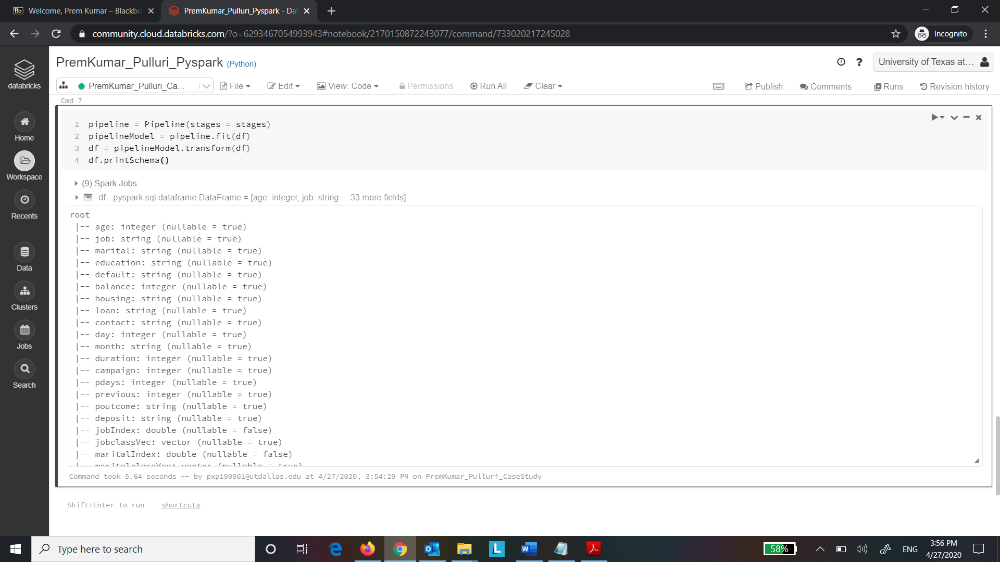 Bb Welcome, Prem Kumar – Blackbo
PremKumar_Pulluri_Pyspark - Dat
community.cloud.databricks.com/?o=6293467054993943#notebook/2170150872243077/command/733020217245028
Incognito
databricks
Home
Workspace
Recents
Data
Clusters
Jobs
Search
PremKumar_Pulluri_Pyspark (Python)
? University of Texas at...
PremKumar_Pulluri_Ca... File Edit View: Code Permissions Run All Clear Publish Comments Runs Revision history
Cmd 7
1 pipeline = Pipeline(stages = stages)
2 pipelineModel = pipeline.fit(df)
3 df = pipelineModel.transform(df)
4 df.printSchema()
(9) Spark Jobs
df: pyspark.sql.dataframe.DataFrame = [age: integer, job: string ... 33 more fields]
root
|-- age: integer (nullable = true)
|-- job: string (nullable = true)
|-- marital: string (nullable = true)
|-- education: string (nullable = true)
|-- default: string (nullable = true)
|-- balance: integer (nullable = true)
|-- housing: string (nullable = true)
|-- loan: string (nullable = true)
|-- contact: string (nullable = true)
|-- day: integer (nullable = true)
|-- month: string (nullable = true)
|-- duration: integer (nullable = true)
|-- campaign: integer (nullable = true)
|-- pdays: integer (nullable = true)
|-- previous: integer (nullable = true)
|-- poutcome: string (nullable = true)
|-- deposit: string (nullable = true)
|-- jobIndex: double (nullable = false)
|-- jobclassVec: vector (nullable = true)
|-- maritalIndex: double (nullable = false)
|-- maritalclassVec: vector (nullable = true)
Command took 5.64 seconds -- by pxp190001@utdallas.edu at 4/27/2020, 3:54:29 PM on PremKumar_Pulluri_CaseStudy
Shift+Enter to run shortcuts
Type here to search
58%
ENG
3:56 PM
4/27/2020